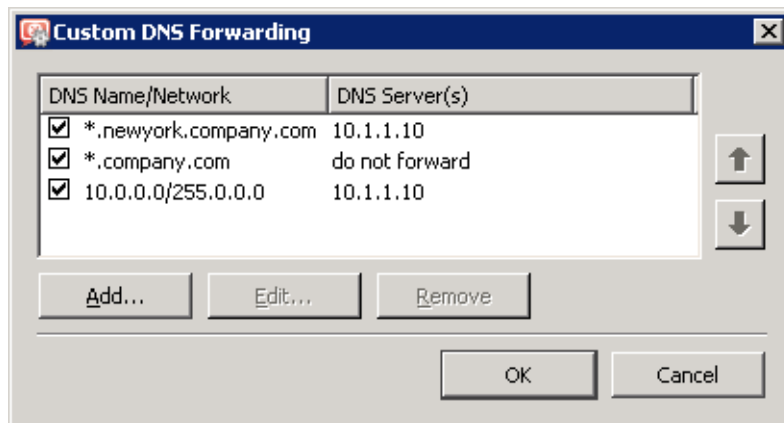 Custom DNS Forwarding
DNS Name/Network DNS Server(s)
*.newyork.company.com 10.1.1.10
*.company.com do not forward
10.0.0.0/255.0.0.0 10.1.1.10
Add... Edit... Remove
OK Cancel